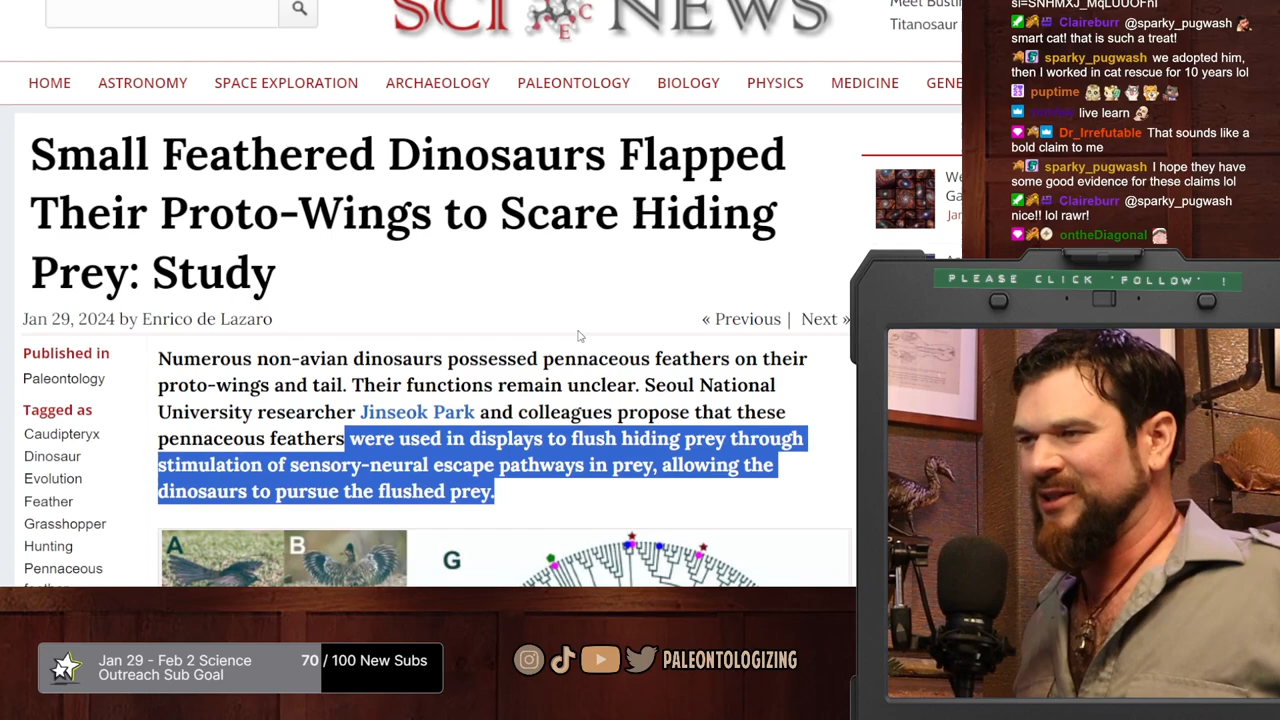 SCI NEWS
E
C
Meet Busti
Titanosaur
HOME ASTRONOMY SPACE EXPLORATION ARCHAEOLOGY PALEONTOLOGY BIOLOGY PHYSICS MEDICINE GENE
Small Feathered Dinosaurs Flapped
Their Proto-Wings to Scare Hiding
Prey: Study
We
Ga
Jan
Jan 29, 2024 by Enrico de Lazaro
« Previous | Next »
Published in
Paleontology
Tagged as
Caudipteryx
Dinosaur
Evolution
Feather
Grasshopper
Hunting
Pennaceous
Numerous non-avian dinosaurs possessed pennaceous feathers on their
proto-wings and tail. Their functions remain unclear. Seoul National
University researcher Jinseok Park and colleagues propose that these
pennaceous feathers were used in displays to flush hiding prey through
stimulation of sensory-neural escape pathways in prey, allowing the
dinosaurs to pursue the flushed prey.
A B G
Claireburr @sparky_pugwash
smart cat! that is such a treat!
sparky_pugwash we adopted him,
then I worked in cat rescue for 10 years lol
puptime
live learn
Dr_Irrefutable That sounds like a
bold claim to me
sparky_pugwash I hope they have
some good evidence for these claims lol
Claireburr @sparky_pugwash
nice!! lol rawr!
ontheDiagonal
PLEASE CLICK 'FOLLOW' !
Jan 29 - Feb 2 Science
Outreach Sub Goal
70 / 100 New Subs
PALEONTOLOGIZING